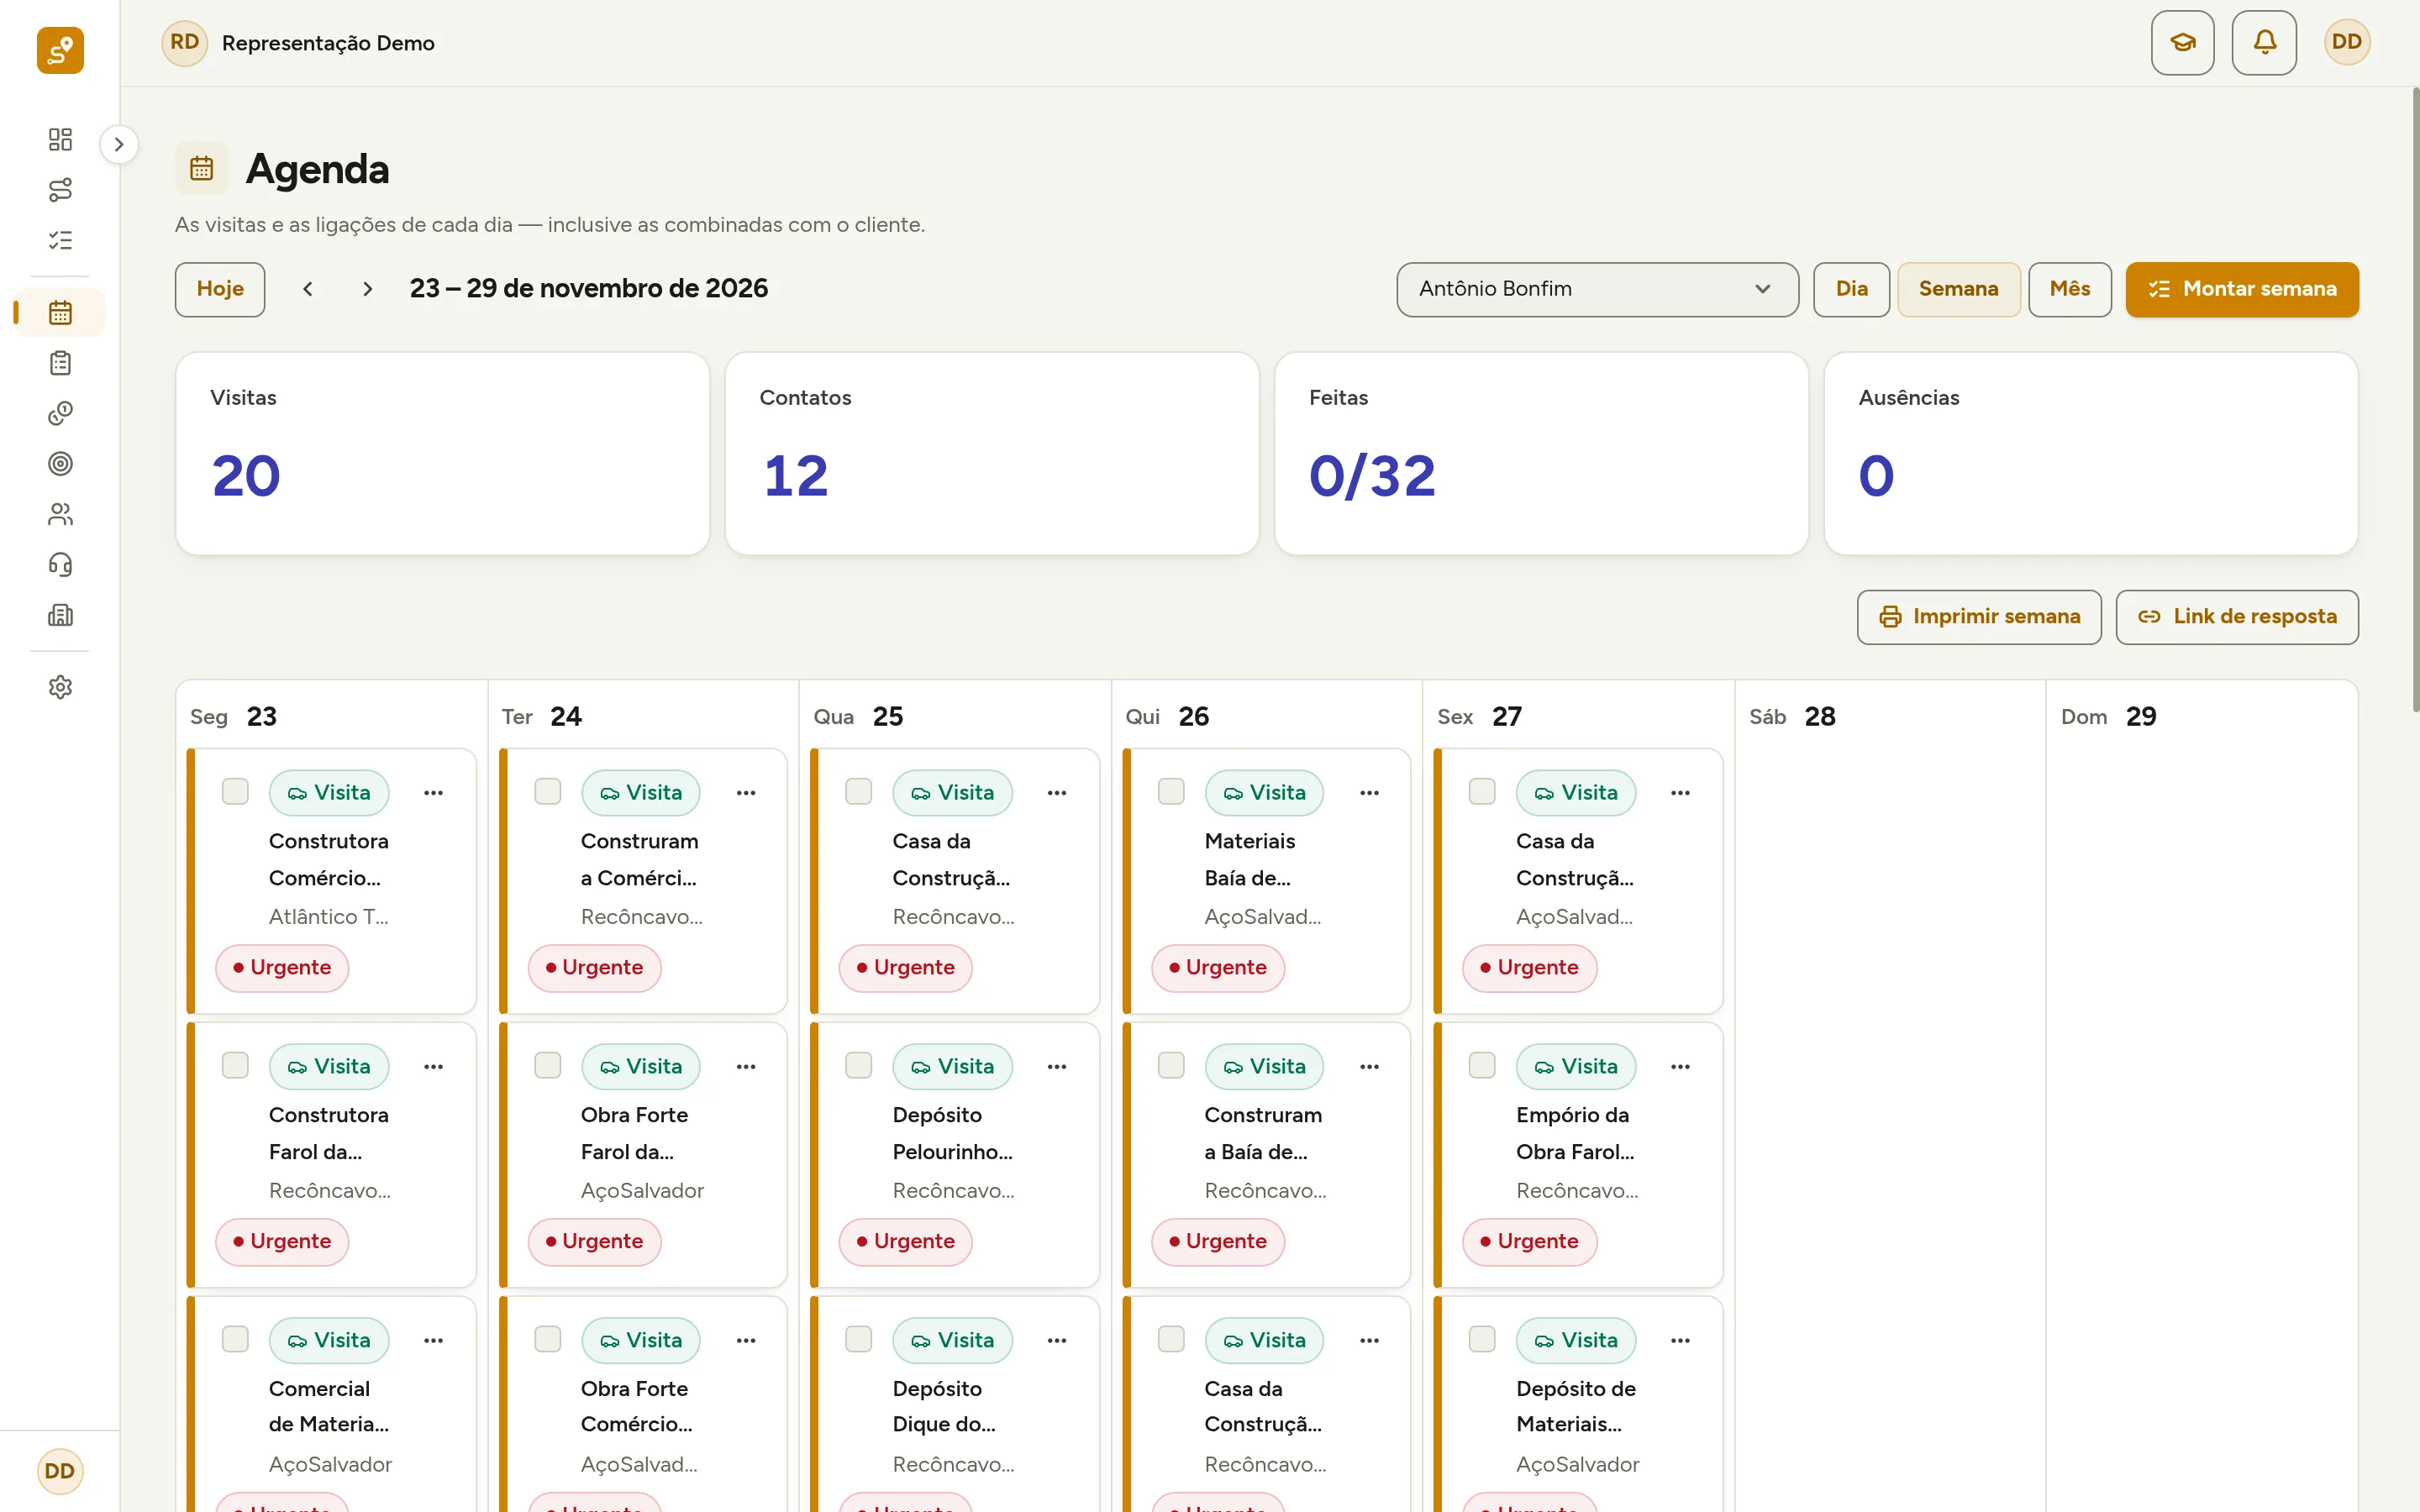 RD Representação Demo DD
Agenda
As visitas e as ligações de cada dia — inclusive as combinadas com o cliente.
Hoje 23 – 29 de novembro de 2026 Antônio Bonfim Dia Semana Mês Montar semana
Visitas Contatos Feitas Ausências
20 12 0/32 0
Imprimir semana Link de resposta
Seg 23 Ter 24 Qua 25 Qui 26 Sex 27 Sáb 28 Dom 29
Visita Visita Visita Visita Visita
Construtora Construram Casa da Materiais Casa da
Comércio... a Comérci... Construçã... Baía de... Construçã...
Atlântico T... Recôncavo... Recôncavo... AçoSalvad... AçoSalvad...
Urgente Urgente Urgente Urgente Urgente
Visita Visita Visita Visita Visita
Construtora Obra Forte Depósito Construram Empório da
Farol da... Farol da... Pelourinho... a Baía de... Obra Farol...
Recôncavo... AçoSalvador Recôncavo... Recôncavo... Recôncavo...
Urgente Urgente Urgente Urgente Urgente
Visita Visita Visita Visita Visita
Comercial Obra Forte Depósito Casa da Depósito de
de Materia... Comércio... Dique do... Construçã... Materiais...
AçoSalvador AçoSalvad... Recôncavo... Recôncavo... AçoSalvador
Urgente Urgente Urgente Urgente Urgente
DD